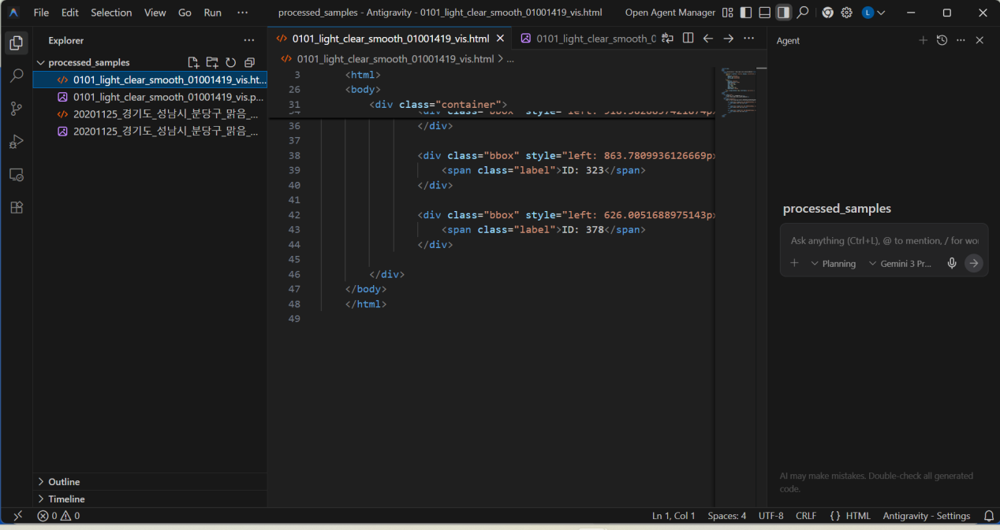 File Edit Selection View Go Run ··· processed_samples - Antigravity - 0101_light_clear_smooth_01001419_vis.html Open Agent Manager L
Explorer ···
processed_samples
0101_light_clear_smooth_01001419_vis.ht...
0101_light_clear_smooth_01001419_vis.p...
20201125_경기도_성남시_분당구_맑음_...
20201125_경기도_성남시_분당구_맑음_...
Outline
Timeline
0101_light_clear_smooth_01001419_vis.html 0101_light_clear_smooth_0 ···
0101_light_clear_smooth_01001419_vis.html > ...
3 <html>
26 <body>
31 <div class="container">
36 </div>
37
38 <div class="bbox" style="left: 863.7809936126669px
39 <span class="label">ID: 323</span>
40 </div>
41
42 <div class="bbox" style="left: 626.0051688975143px
43 <span class="label">ID: 378</span>
44 </div>
45
46 </div>
47 </body>
48 </html>
49
Agent ···
processed_samples
Ask anything (Ctrl+L), @ to mention, / for wor
Planning Gemini 3 Pr...
AI may make mistakes. Double-check all generated
code.
0 0 Ln 1, Col 1 Spaces: 4 UTF-8 CRLF {} HTML Antigravity - Settings